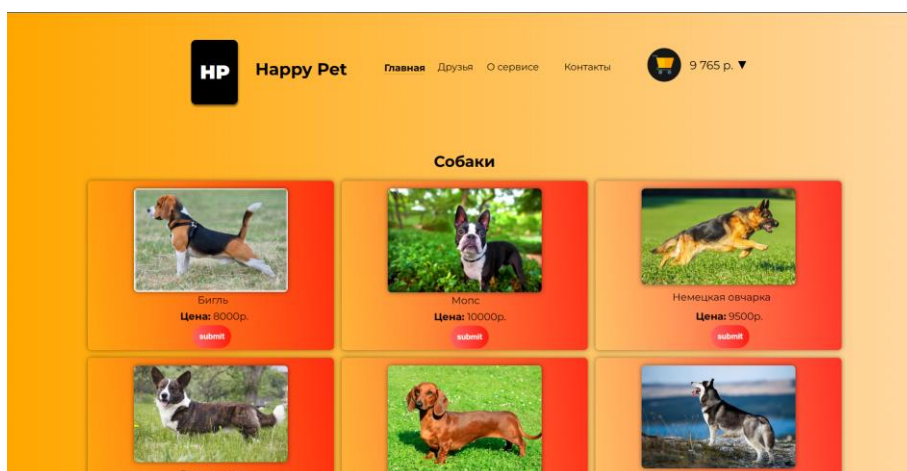 HP
Happy Pet
Главная Друзья О сервисе Контакты
9 765 р. ▼
Собаки
Бигль
Цена: 8000р.
submit
Мопс
Цена: 10000р.
submit
Немецкая овчарка
Цена: 9500р.
submit